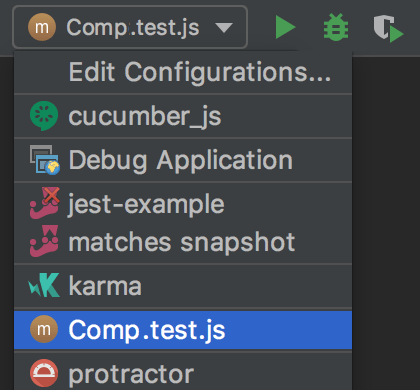 Comp.test.js
Edit Configurations...
cucumber_js
Debug Application
jest-example
matches snapshot
karma
Comp.test.js
protractor